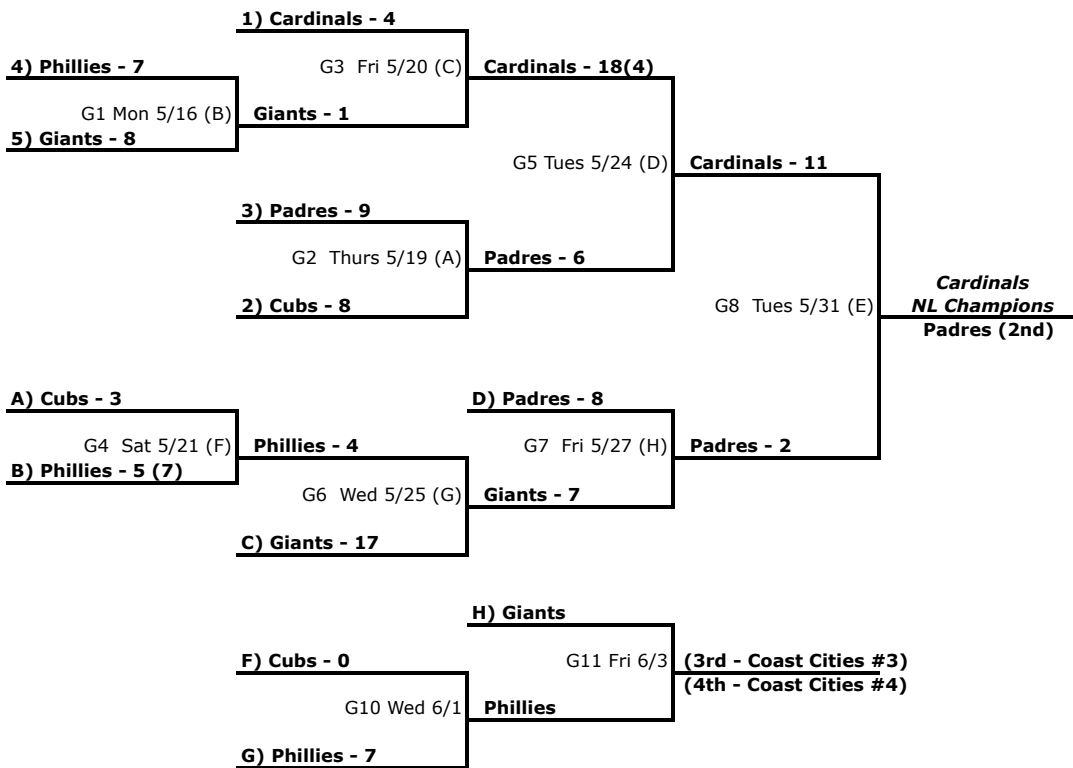 1) Cardinals - 4
G3 Fri 5/20 (C)
Cardinals - 18(4)
4) Phillies - 7
G1 Mon 5/16 (B)
Giants - 1
5) Giants - 8
G5 Tues 5/24 (D)
Cardinals - 11
3) Padres - 9
G2 Thurs 5/19 (A)
Padres - 6
2) Cubs - 8
G8 Tues 5/31 (E)
Cardinals
NL Champions
Padres (2nd)
A) Cubs - 3
D) Padres - 8
G4 Sat 5/21 (F)
Phillies - 4
G7 Fri 5/27 (H)
Padres - 2
B) Phillies - 5 (7)
G6 Wed 5/25 (G)
Giants - 7
C) Giants - 17
H) Giants
F) Cubs - 0
G11 Fri 6/3
(3rd - Coast Cities #3)
(4th - Coast Cities #4)
G10 Wed 6/1
Phillies
G) Phillies - 7